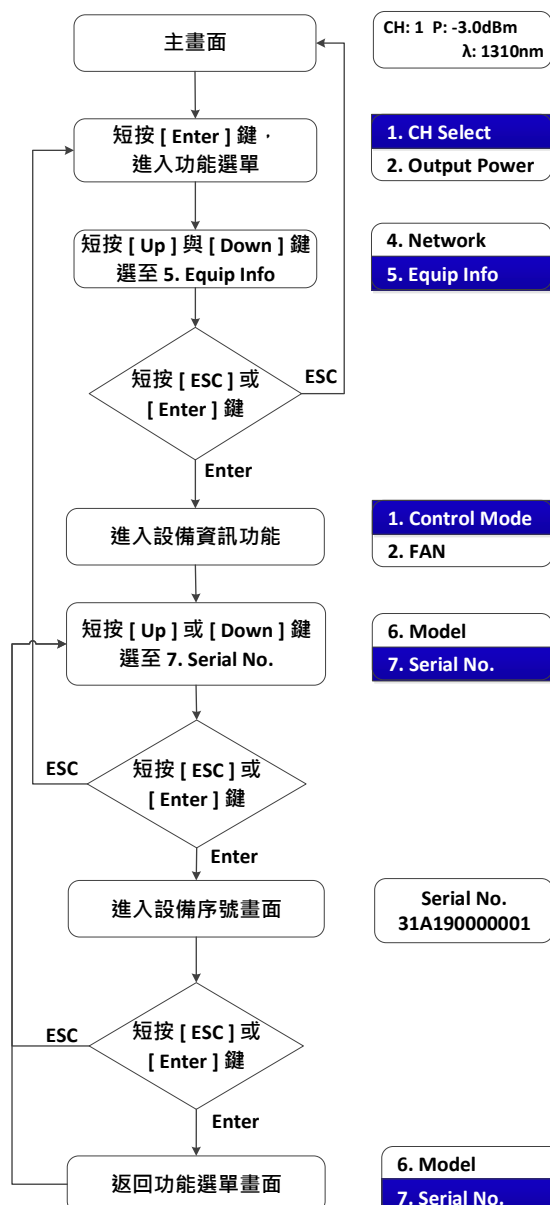 主畫面
CH: 1 P: -3.0dBm
λ: 1310nm
短按 [ Enter ] 鍵，
進入功能選單
1. CH Select
2. Output Power
短按 [ Up ] 與 [ Down ] 鍵
選至 5. Equip Info
4. Network
5. Equip Info
短按 [ ESC ] 或
[ Enter ] 鍵
ESC
Enter
進入設備資訊功能
1. Control Mode
2. FAN
短按 [ Up ] 或 [ Down ] 鍵
選至 7. Serial No.
6. Model
7. Serial No.
短按 [ ESC ] 或
[ Enter ] 鍵
ESC
Enter
進入設備序號畫面
Serial No.
31A190000001
短按 [ ESC ] 或
[ Enter ] 鍵
ESC
Enter
返回功能選單畫面
6. Model
7. Serial No.